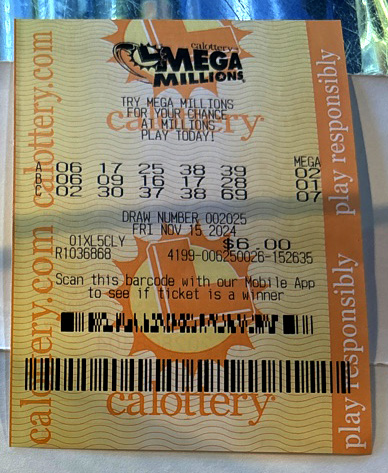 calottery
MEGA
MILLIONS
TRY MEGA MILLIONS
FOR YOUR CHANCE
AT MILLIONS
PLAY TODAY!
calottery
MEGA
A 06 17 25 38 39 02
B 06 09 16 17 28 01
C 02 30 37 38 69 07
DRAW NUMBER 002025
FRI NOV 15 2024
01XL5CLY $6.00
R1036868 4199-006250026-152635
Scan this barcode with our Mobile App
to see if ticket is a winner
calottery
calottery.com
calottery.com
play responsibly
play responsibly